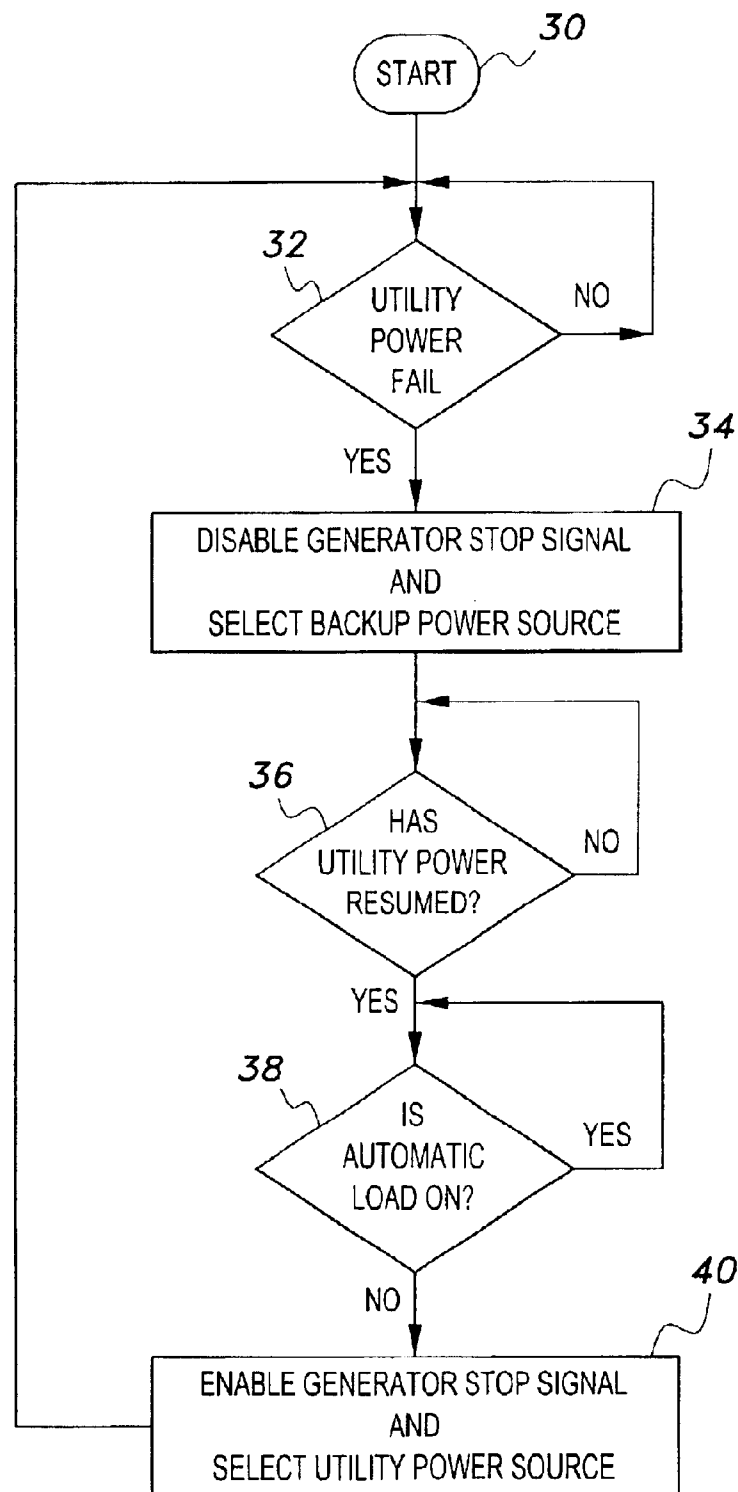 30
START
32
UTILITY
POWER
FAIL
NO
YES
34
DISABLE GENERATOR STOP SIGNAL
AND
SELECT BACKUP POWER SOURCE
36
HAS
UTILITY POWER
RESUMED?
NO
YES
38
IS
AUTOMATIC
LOAD ON?
YES
NO
40
ENABLE GENERATOR STOP SIGNAL
AND
SELECT UTILITY POWER SOURCE